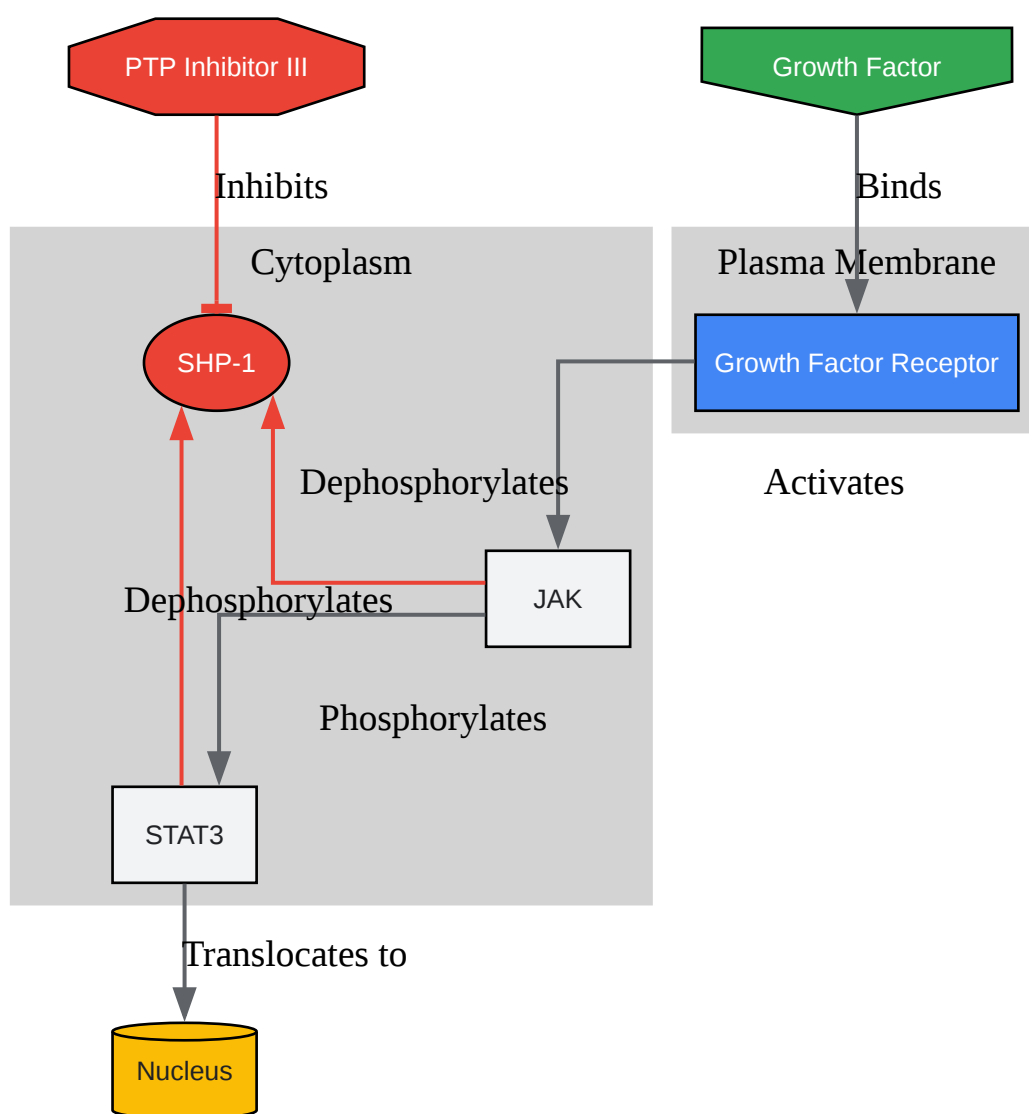 PTP Inhibitor III
Growth Factor
Inhibits
Binds
Cytoplasm
Plasma Membrane
SHP-1
Growth Factor Receptor
Dephosphorylates
Activates
Dephosphorylates
JAK
Phosphorylates
STAT3
Translocates to
Nucleus